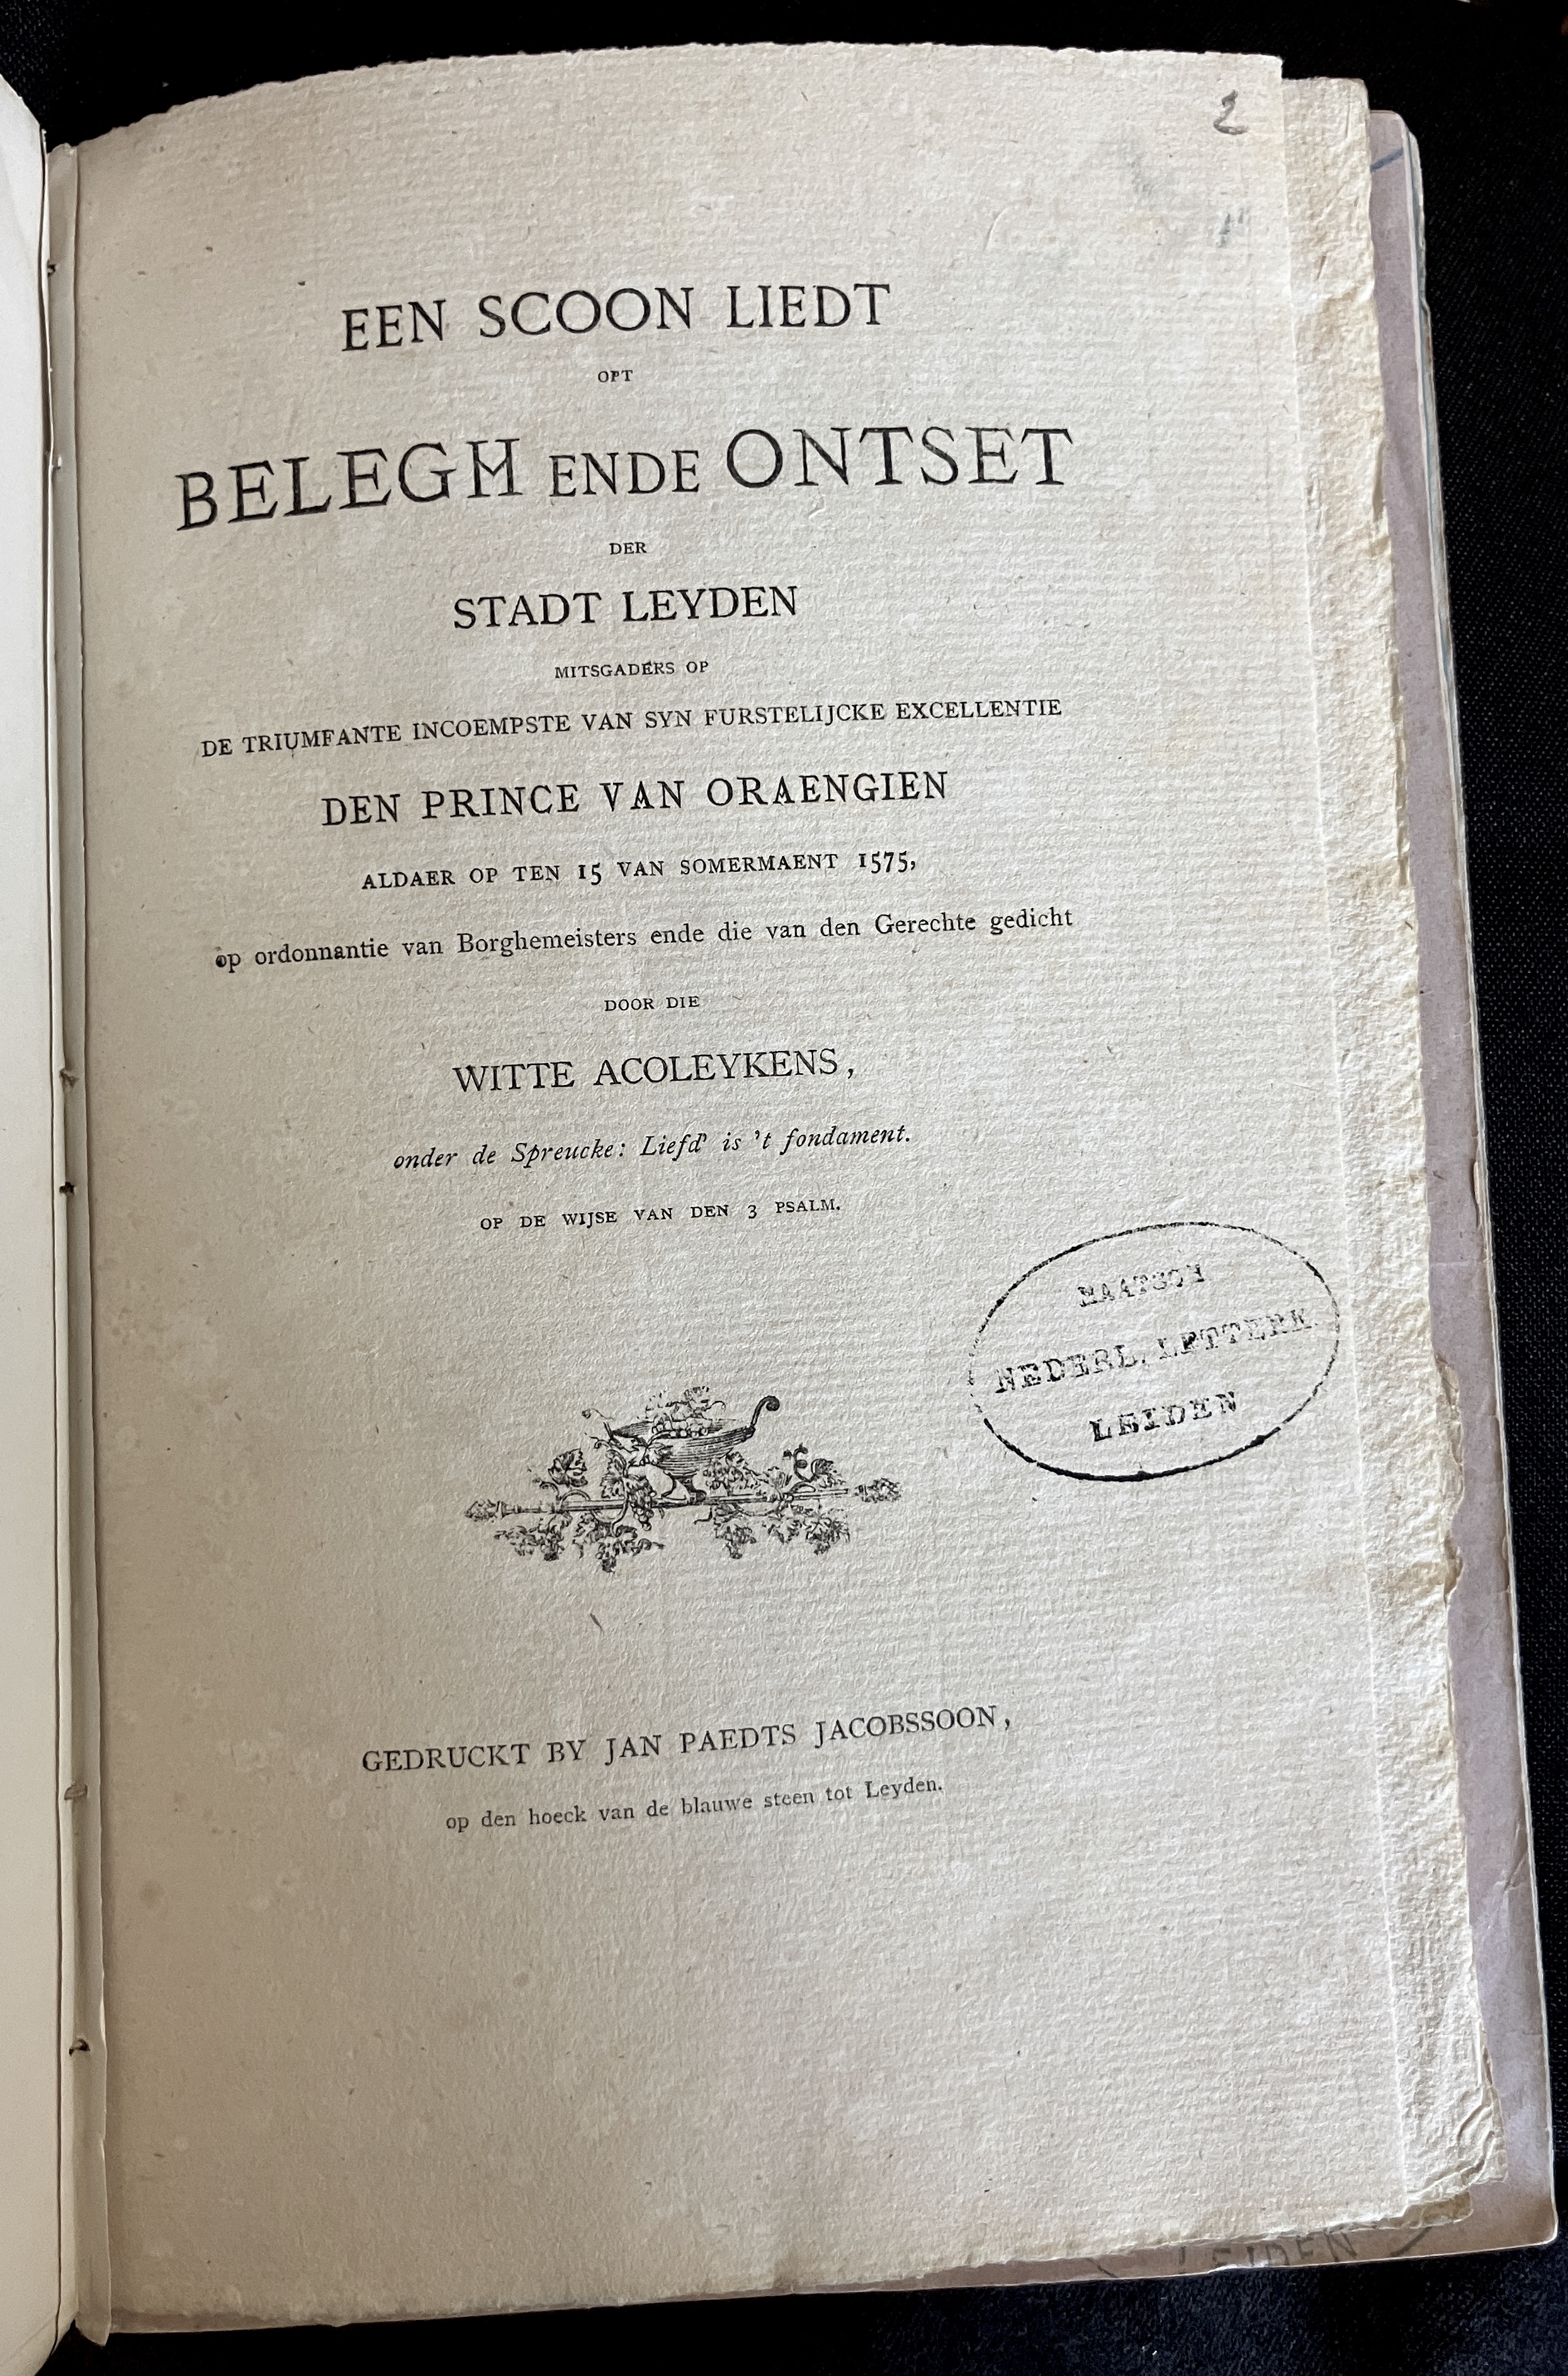 2
EEN SCOON LIEDT
OPT
BELEGH ENDE ONTSET
DER
STADT LEYDEN
MITSGADERS OP
DE TRIUMFANTE INCOEMPSTE VAN SYN FURSTELIJCKE EXCELLENTIE
DEN PRINCE VAN ORAENGIEN
ALDAER OP TEN 15 VAN SOMERMAENT 1575,
op ordonnantie van Borghemeisters ende die van den Gerechte gedicht
DOOR DIE
WITTE ACOLEYKENS,
onder de Spreucke: Liefd' is 't fondament.
OP DE WIJSE VAN DEN 3 PSALM.
MAATSCH
NEDERL. LETTERK.
LEIDEN
GEDRUCKT BY JAN PAEDTS JACOBSSOON,
op den hoeck van de blauwe steen tot Leyden.
LEIDEN